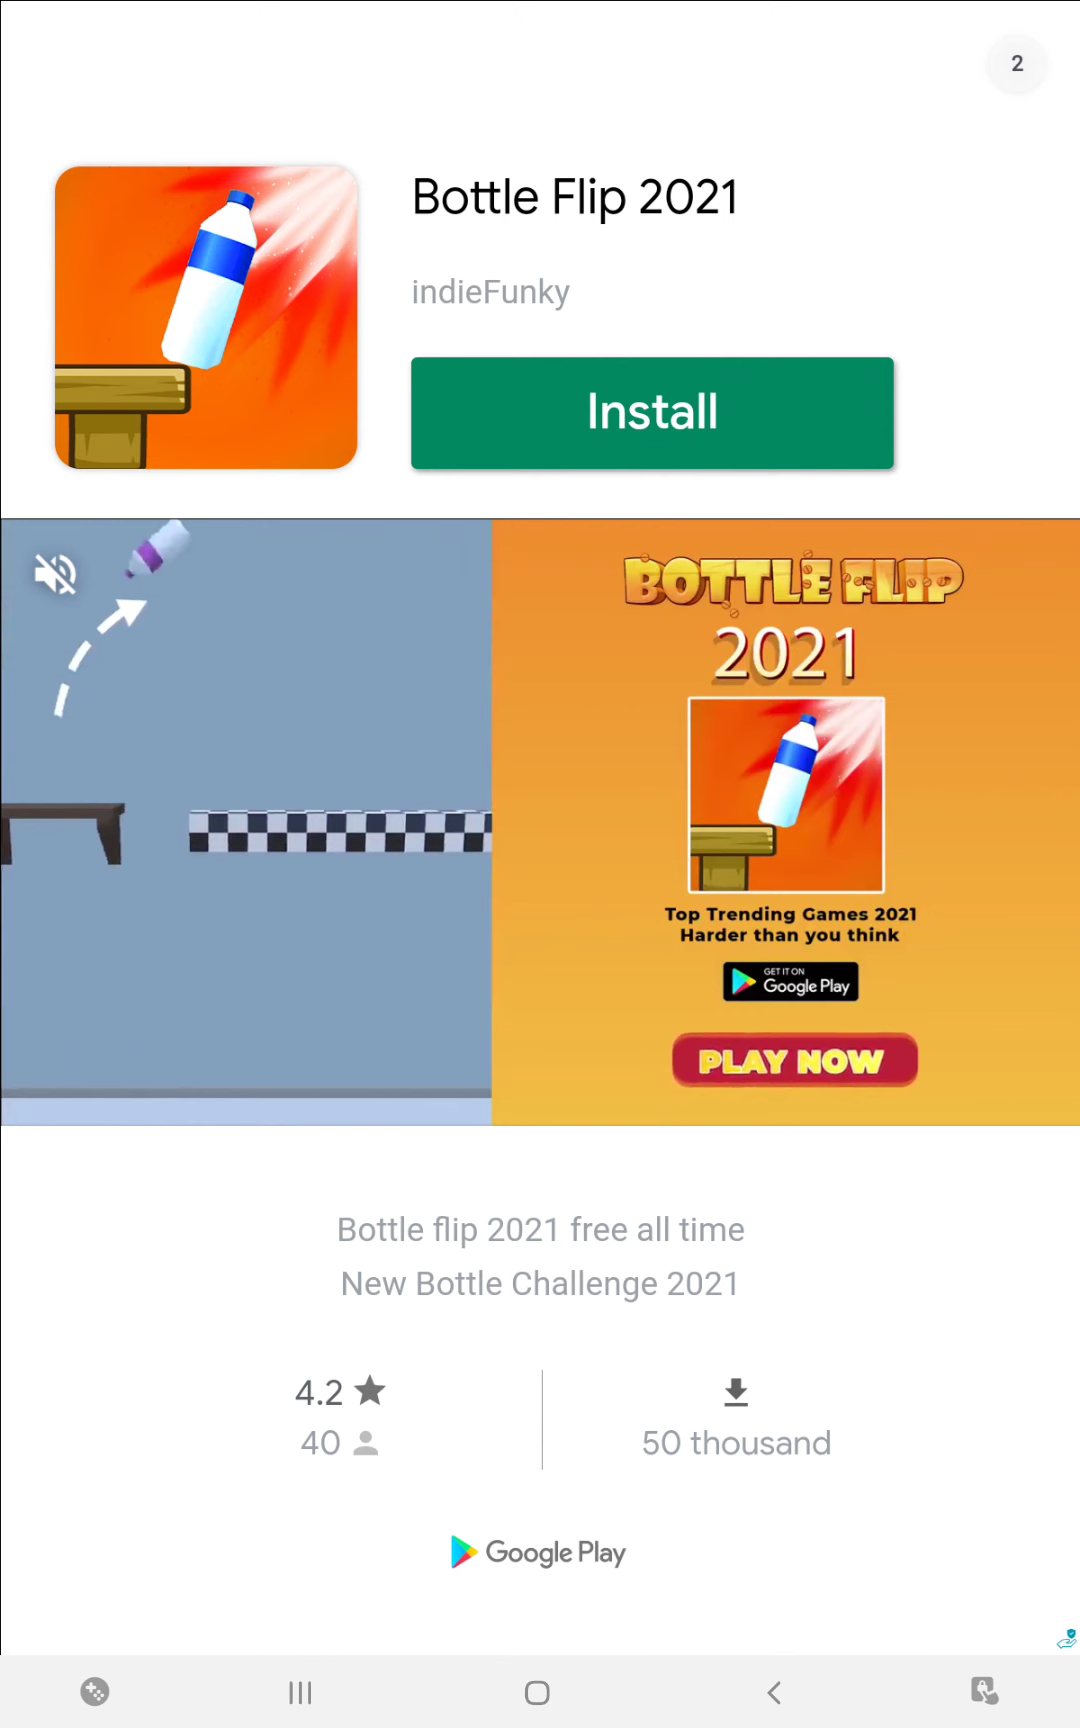 2
Bottle Flip 2021
indieFunky
Install
BOTTLE FLIP
2021
Top Trending Games 2021
Harder than you think
GET IT ON
Google Play
PLAY NOW
Bottle flip 2021 free all time
New Bottle Challenge 2021
4.2
40
50 thousand
Google Play